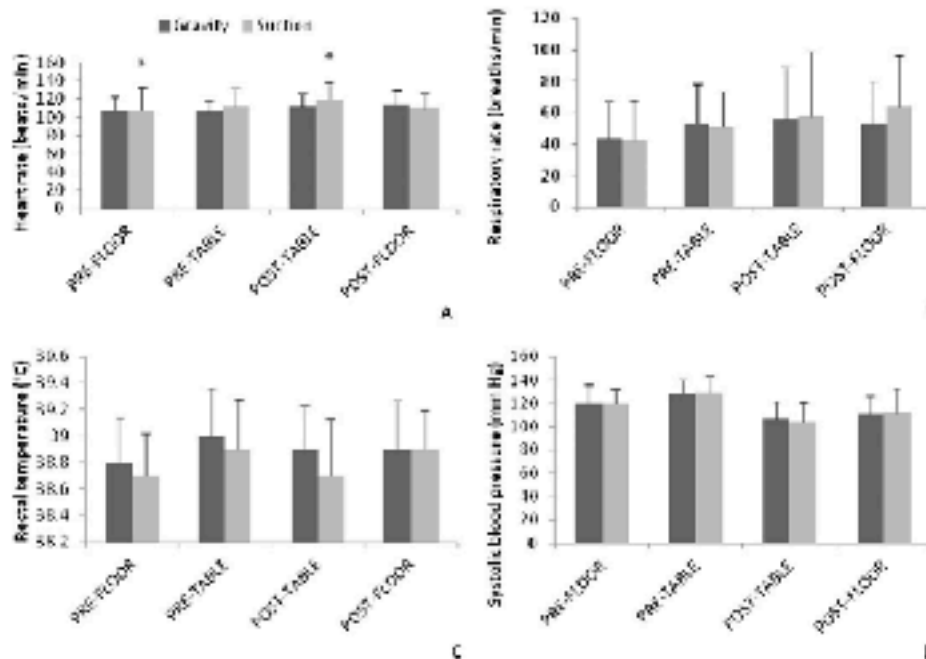 Gravity Suction
Heart rate (beats/min)
160
140
120
100
80
60
40
20
0
PRE-FLOOR
PRE-TABLE
POST-TABLE
POST-FLOOR
A
Respiratory rate (breaths/min)
120
100
80
60
40
20
0
PRE-FLOOR
PRE-TABLE
POST-TABLE
POST-FLOOR
Rectal temperature (°C)
39.6
39.4
39.2
39
38.8
38.6
38.4
38.2
PRE-FLOOR
PRE-TABLE
POST-TABLE
POST-FLOOR
C
Systolic blood pressure (mm Hg)
160
140
120
100
80
60
40
20
0
PRE-FLOOR
PRE-TABLE
POST-TABLE
POST-FLOOR